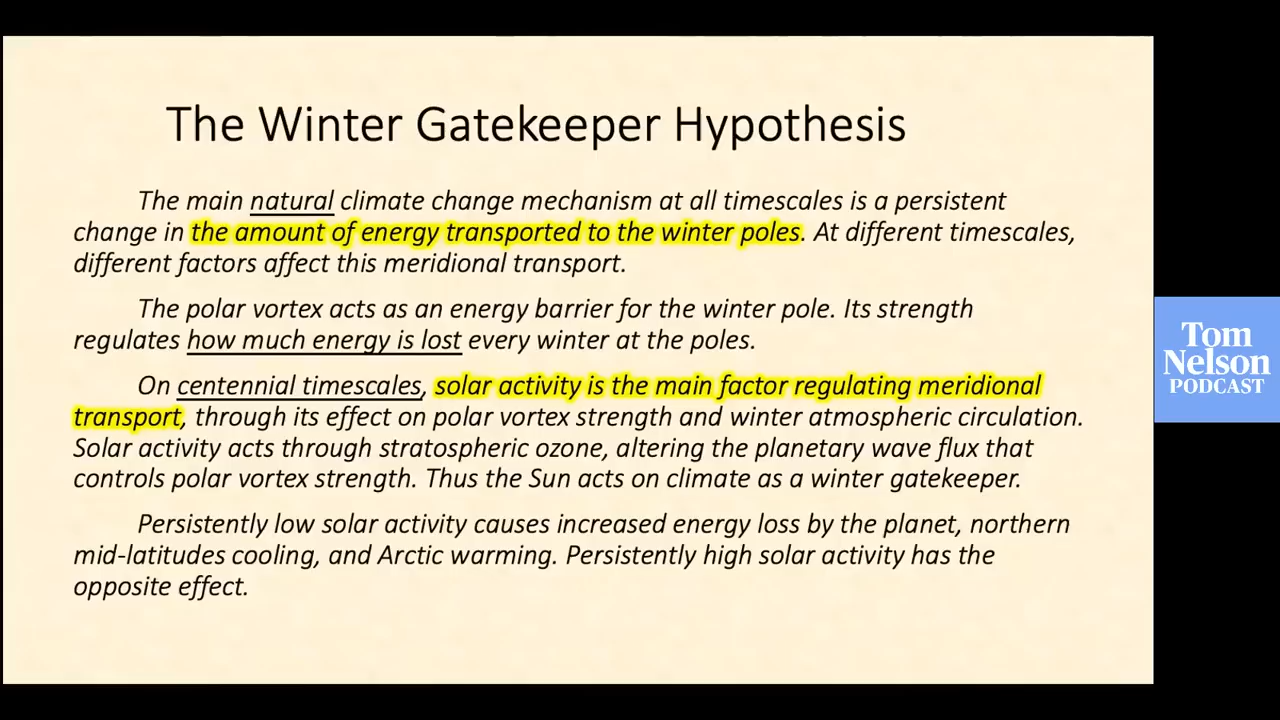 The Winter Gatekeeper Hypothesis
The main natural climate change mechanism at all timescales is a persistent
change in the amount of energy transported to the winter poles. At different timescales,
different factors affect this meridional transport.
The polar vortex acts as an energy barrier for the winter pole. Its strength
regulates how much energy is lost every winter at the poles.
On centennial timescales, solar activity is the main factor regulating meridional
transport, through its effect on polar vortex strength and winter atmospheric circulation.
Solar activity acts through stratospheric ozone, altering the planetary wave flux that
controls polar vortex strength. Thus the Sun acts on climate as a winter gatekeeper.
Persistently low solar activity causes increased energy loss by the planet, northern
mid-latitudes cooling, and Arctic warming. Persistently high solar activity has the
opposite effect.
Tom
Nelson
PODCAST